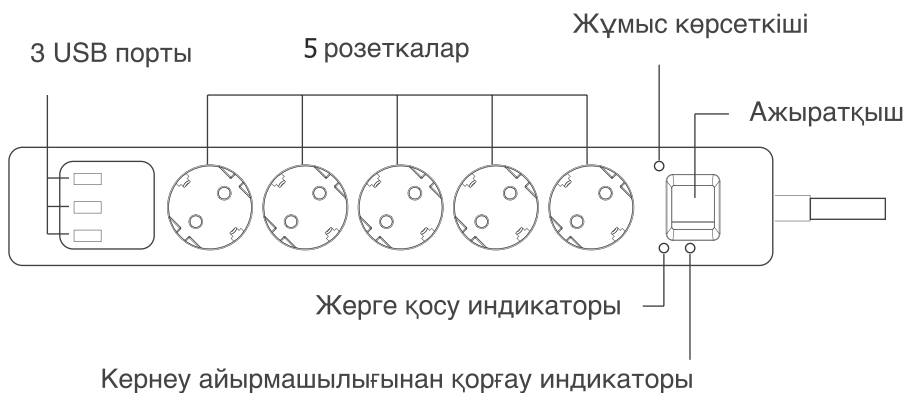 Жұмыс көрсеткіші
3 USB порты
5 розеткалар
Ажыратқыш
Жерге қосу индикаторы
Кернеу айырмашылығынан қорғау индикаторы